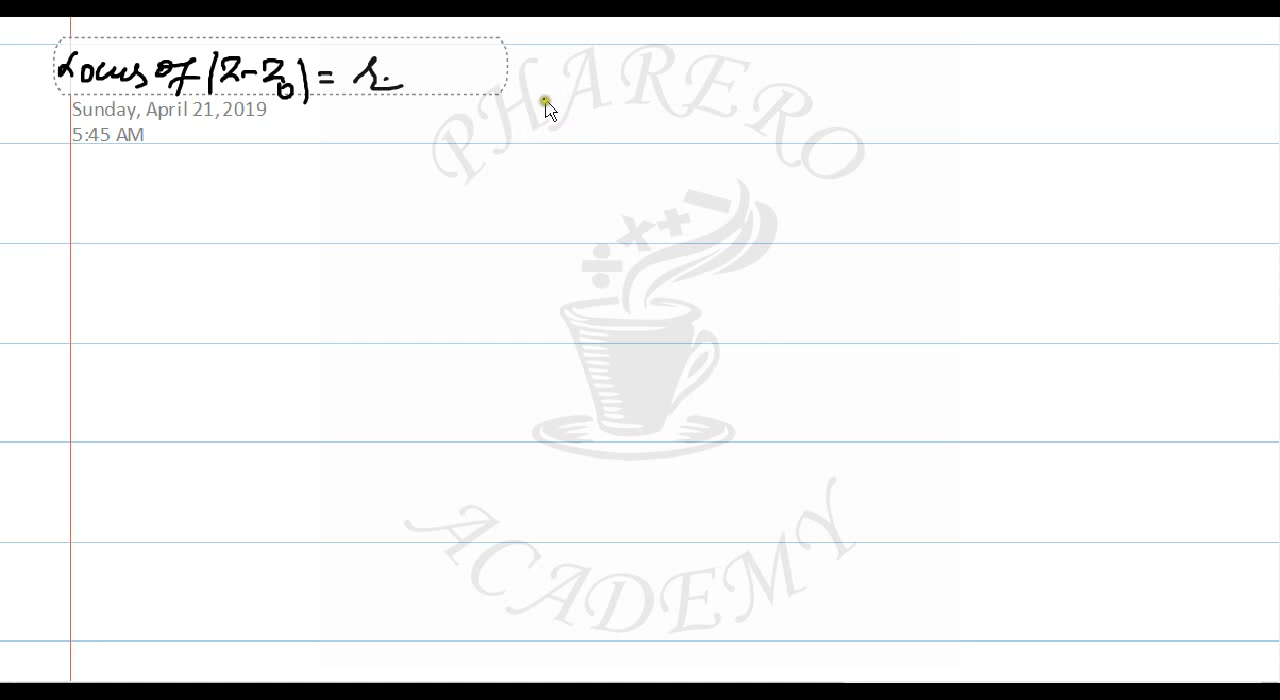 Locus of |Z-Z₀| = r.
Sunday, April 21, 2019
5:45 AM
PHARERO
ACADEMY